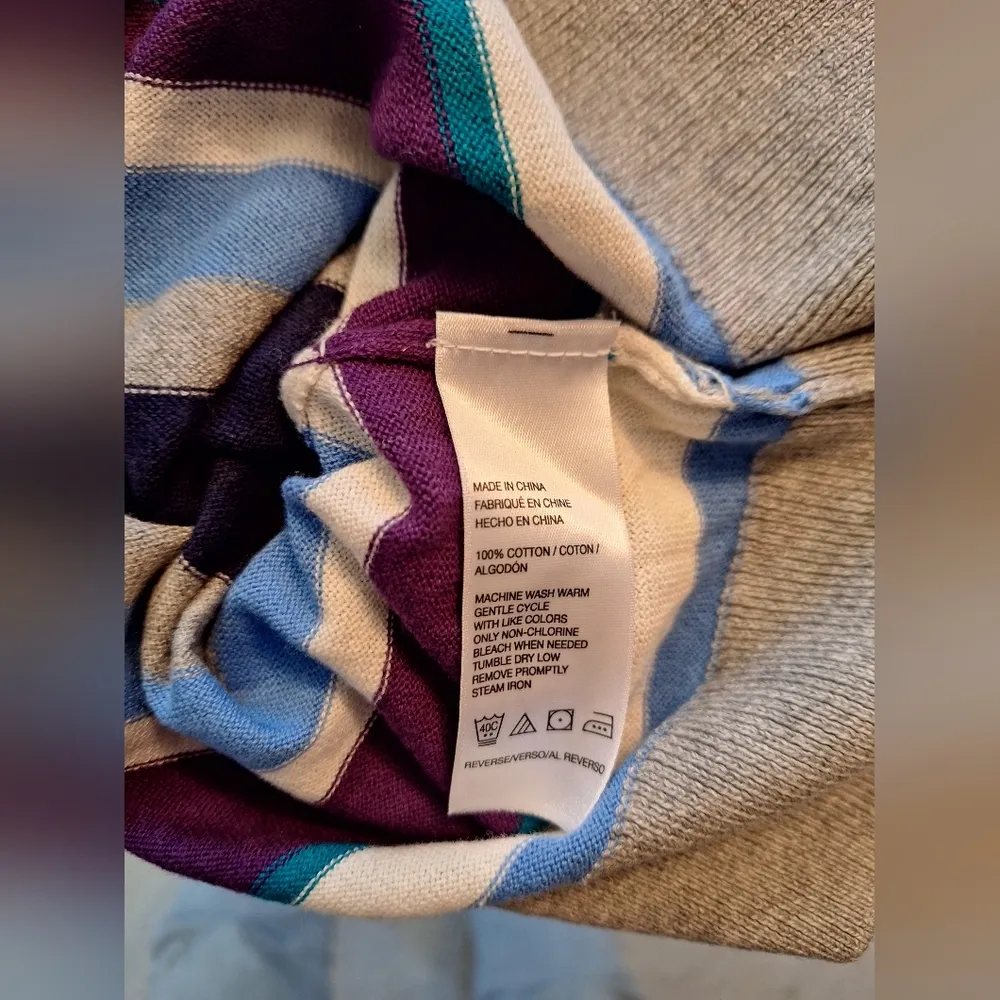 MADE IN CHINA
FABRIQUÉ EN CHINE
HECHO EN CHINA
100% COTTON / COTON /
ALGODÓN
MACHINE WASH WARM
GENTLE CYCLE
WITH LIKE COLORS
ONLY NON-CHLORINE
BLEACH WHEN NEEDED
TUMBLE DRY LOW
REMOVE PROMPTLY
STEAM IRON
40C
REVERSE/VERSO/AL REVERSO